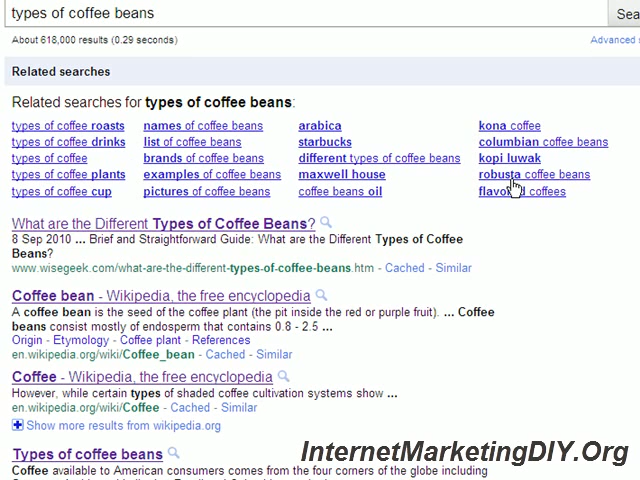 types of coffee beans
Sea
About 618,000 results (0.29 seconds)
Advanced
Related searches
Related searches for types of coffee beans:
types of coffee roasts names of coffee beans arabica kona coffee
types of coffee drinks list of coffee beans starbucks columbian coffee beans
types of coffee brands of coffee beans different types of coffee beans kopi luwak
types of coffee plants examples of coffee beans maxwell house robusta coffee beans
types of coffee cup pictures of coffee beans coffee beans oil flavored coffees
What are the Different Types of Coffee Beans?
8 Sep 2010 ... Brief and Straightforward Guide: What are the Different Types of Coffee
Beans?
www.wisegeek.com/what-are-the-different-types-of-coffee-beans.htm - Cached - Similar
Coffee bean - Wikipedia, the free encyclopedia
A coffee bean is the seed of the coffee plant (the pit inside the red or purple fruit). ... Coffee
beans consist mostly of endosperm that contains 0.8 - 2.5 ...
Origin - Etymology - Coffee plant - References
en.wikipedia.org/wiki/Coffee_bean - Cached - Similar
Coffee - Wikipedia, the free encyclopedia
However, while certain types of shaded coffee cultivation systems show ...
en.wikipedia.org/wiki/Coffee - Cached - Similar
Show more results from wikipedia.org
Types of coffee beans
Coffee available to American consumers comes from the four corners of the globe including
InternetMarketingDIY.Org